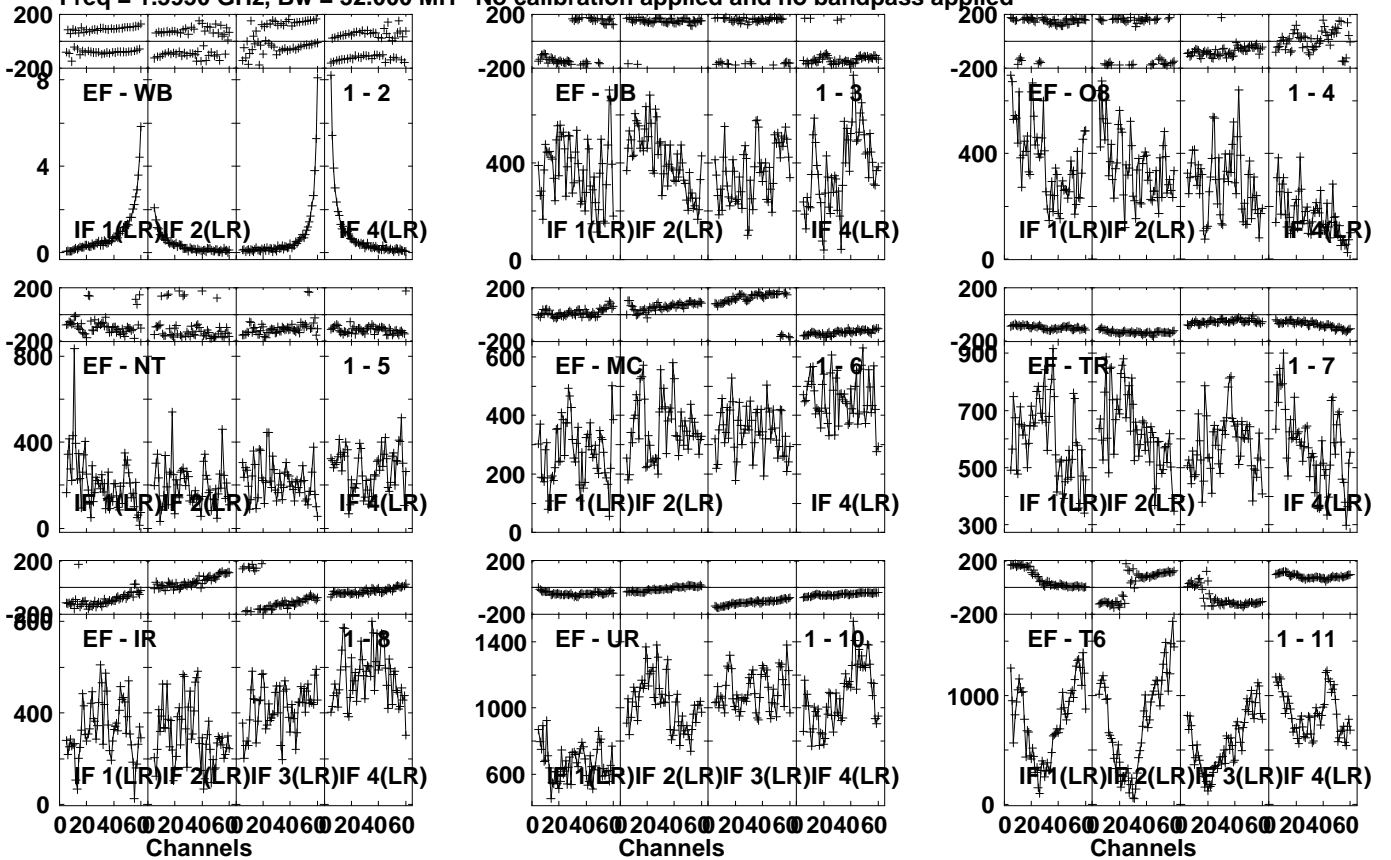 No calibration applied and no bandpass applied
200
-200
8
4
0
EF - WB
1 - 2
IF 1(LR)
IF 2(LR)
IF 4(LR)
200
-200
400
0
EF - JB
1 - 3
IF 1(LR)
IF 2(LR)
IF 4(LR)
200
-200
400
0
EF - O8
1 - 4
IF 1(LR)
IF 2(LR)
IF 4(LR)
200
-200
800
400
0
EF - NT
1 - 5
IF 1(LR)
IF 2(LR)
IF 4(LR)
200
-200
600
400
200
0
EF - MC
1 - 6
IF 1(LR)
IF 2(LR)
IF 4(LR)
200
-200
900
700
500
300
EF - TR
1 - 7
IF 1(LR)
IF 2(LR)
IF 4(LR)
200
-200
800
400
0
EF - IR
1 - 8
IF 1(LR)
IF 2(LR)
IF 3(LR)
IF 4(LR)
0 20 40 60 0 20 40 60 0 20 40 60 0 20 40 60
Channels
200
-200
1400
1000
600
EF - UR
1 - 10
IF 1(LR)
IF 2(LR)
IF 3(LR)
IF 4(LR)
0 20 40 60 0 20 40 60 0 20 40 60 0 20 40 60
Channels
200
-200
1000
0
EF - T6
1 - 11
IF 1(LR)
IF 2(LR)
IF 3(LR)
IF 4(LR)
0 20 40 60 0 20 40 60 0 20 40 60 0 20 40 60
Channels